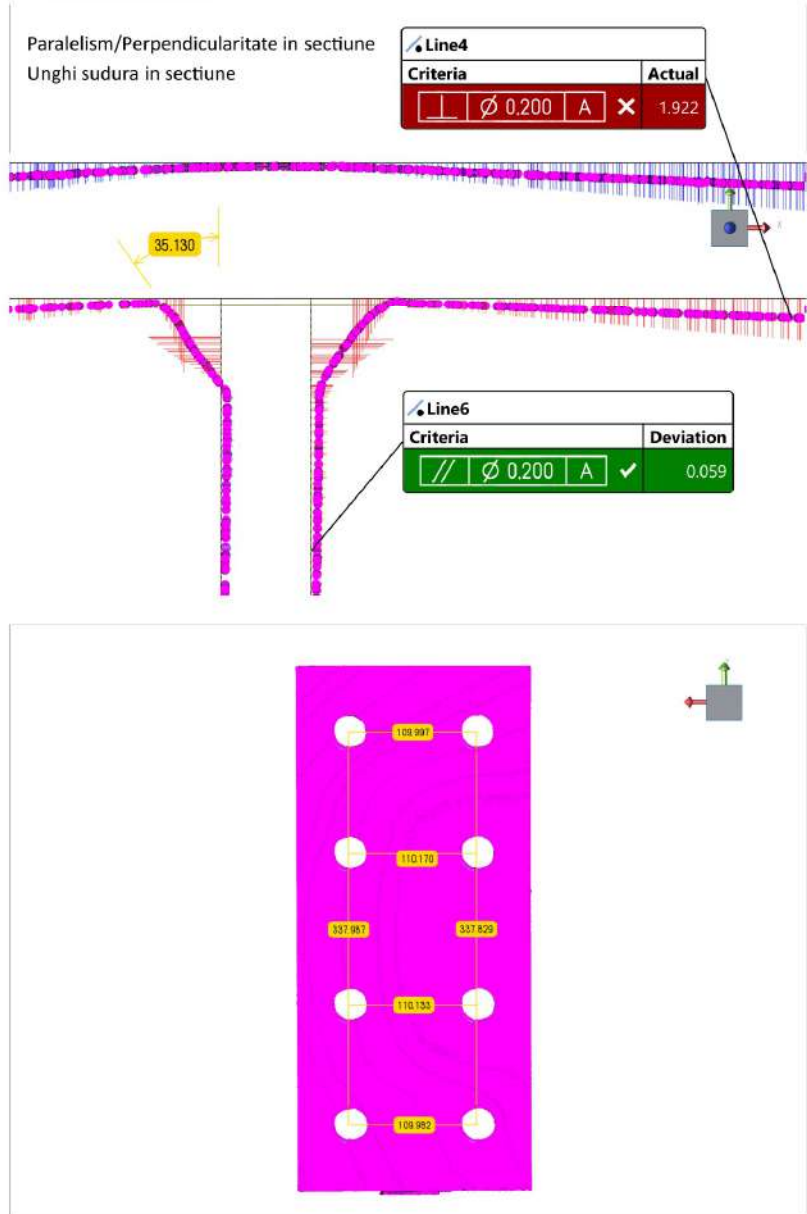 Paralelism/Perpendicularitate in sectiune
Unghi sudura in sectiune
Line4
Criteria Actual
⊥ Ø 0.200 A ✕ 1.922
35.130
X
Line6
Criteria Deviation
// Ø 0.200 A ✓ 0.059
109.997
110.170
337.987 337.829
110.133
109.982